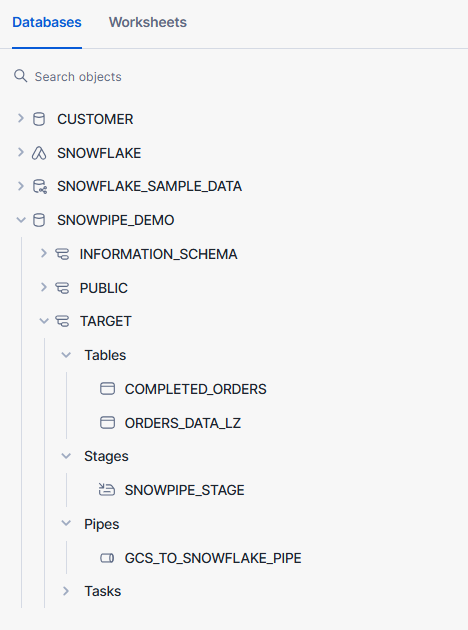 Databases Worksheets
Search objects
CUSTOMER
SNOWFLAKE
SNOWFLAKE_SAMPLE_DATA
SNOWPIPE_DEMO
INFORMATION_SCHEMA
PUBLIC
TARGET
Tables
COMPLETED_ORDERS
ORDERS_DATA_LZ
Stages
SNOWPIPE_STAGE
Pipes
GCS_TO_SNOWFLAKE_PIPE
Tasks